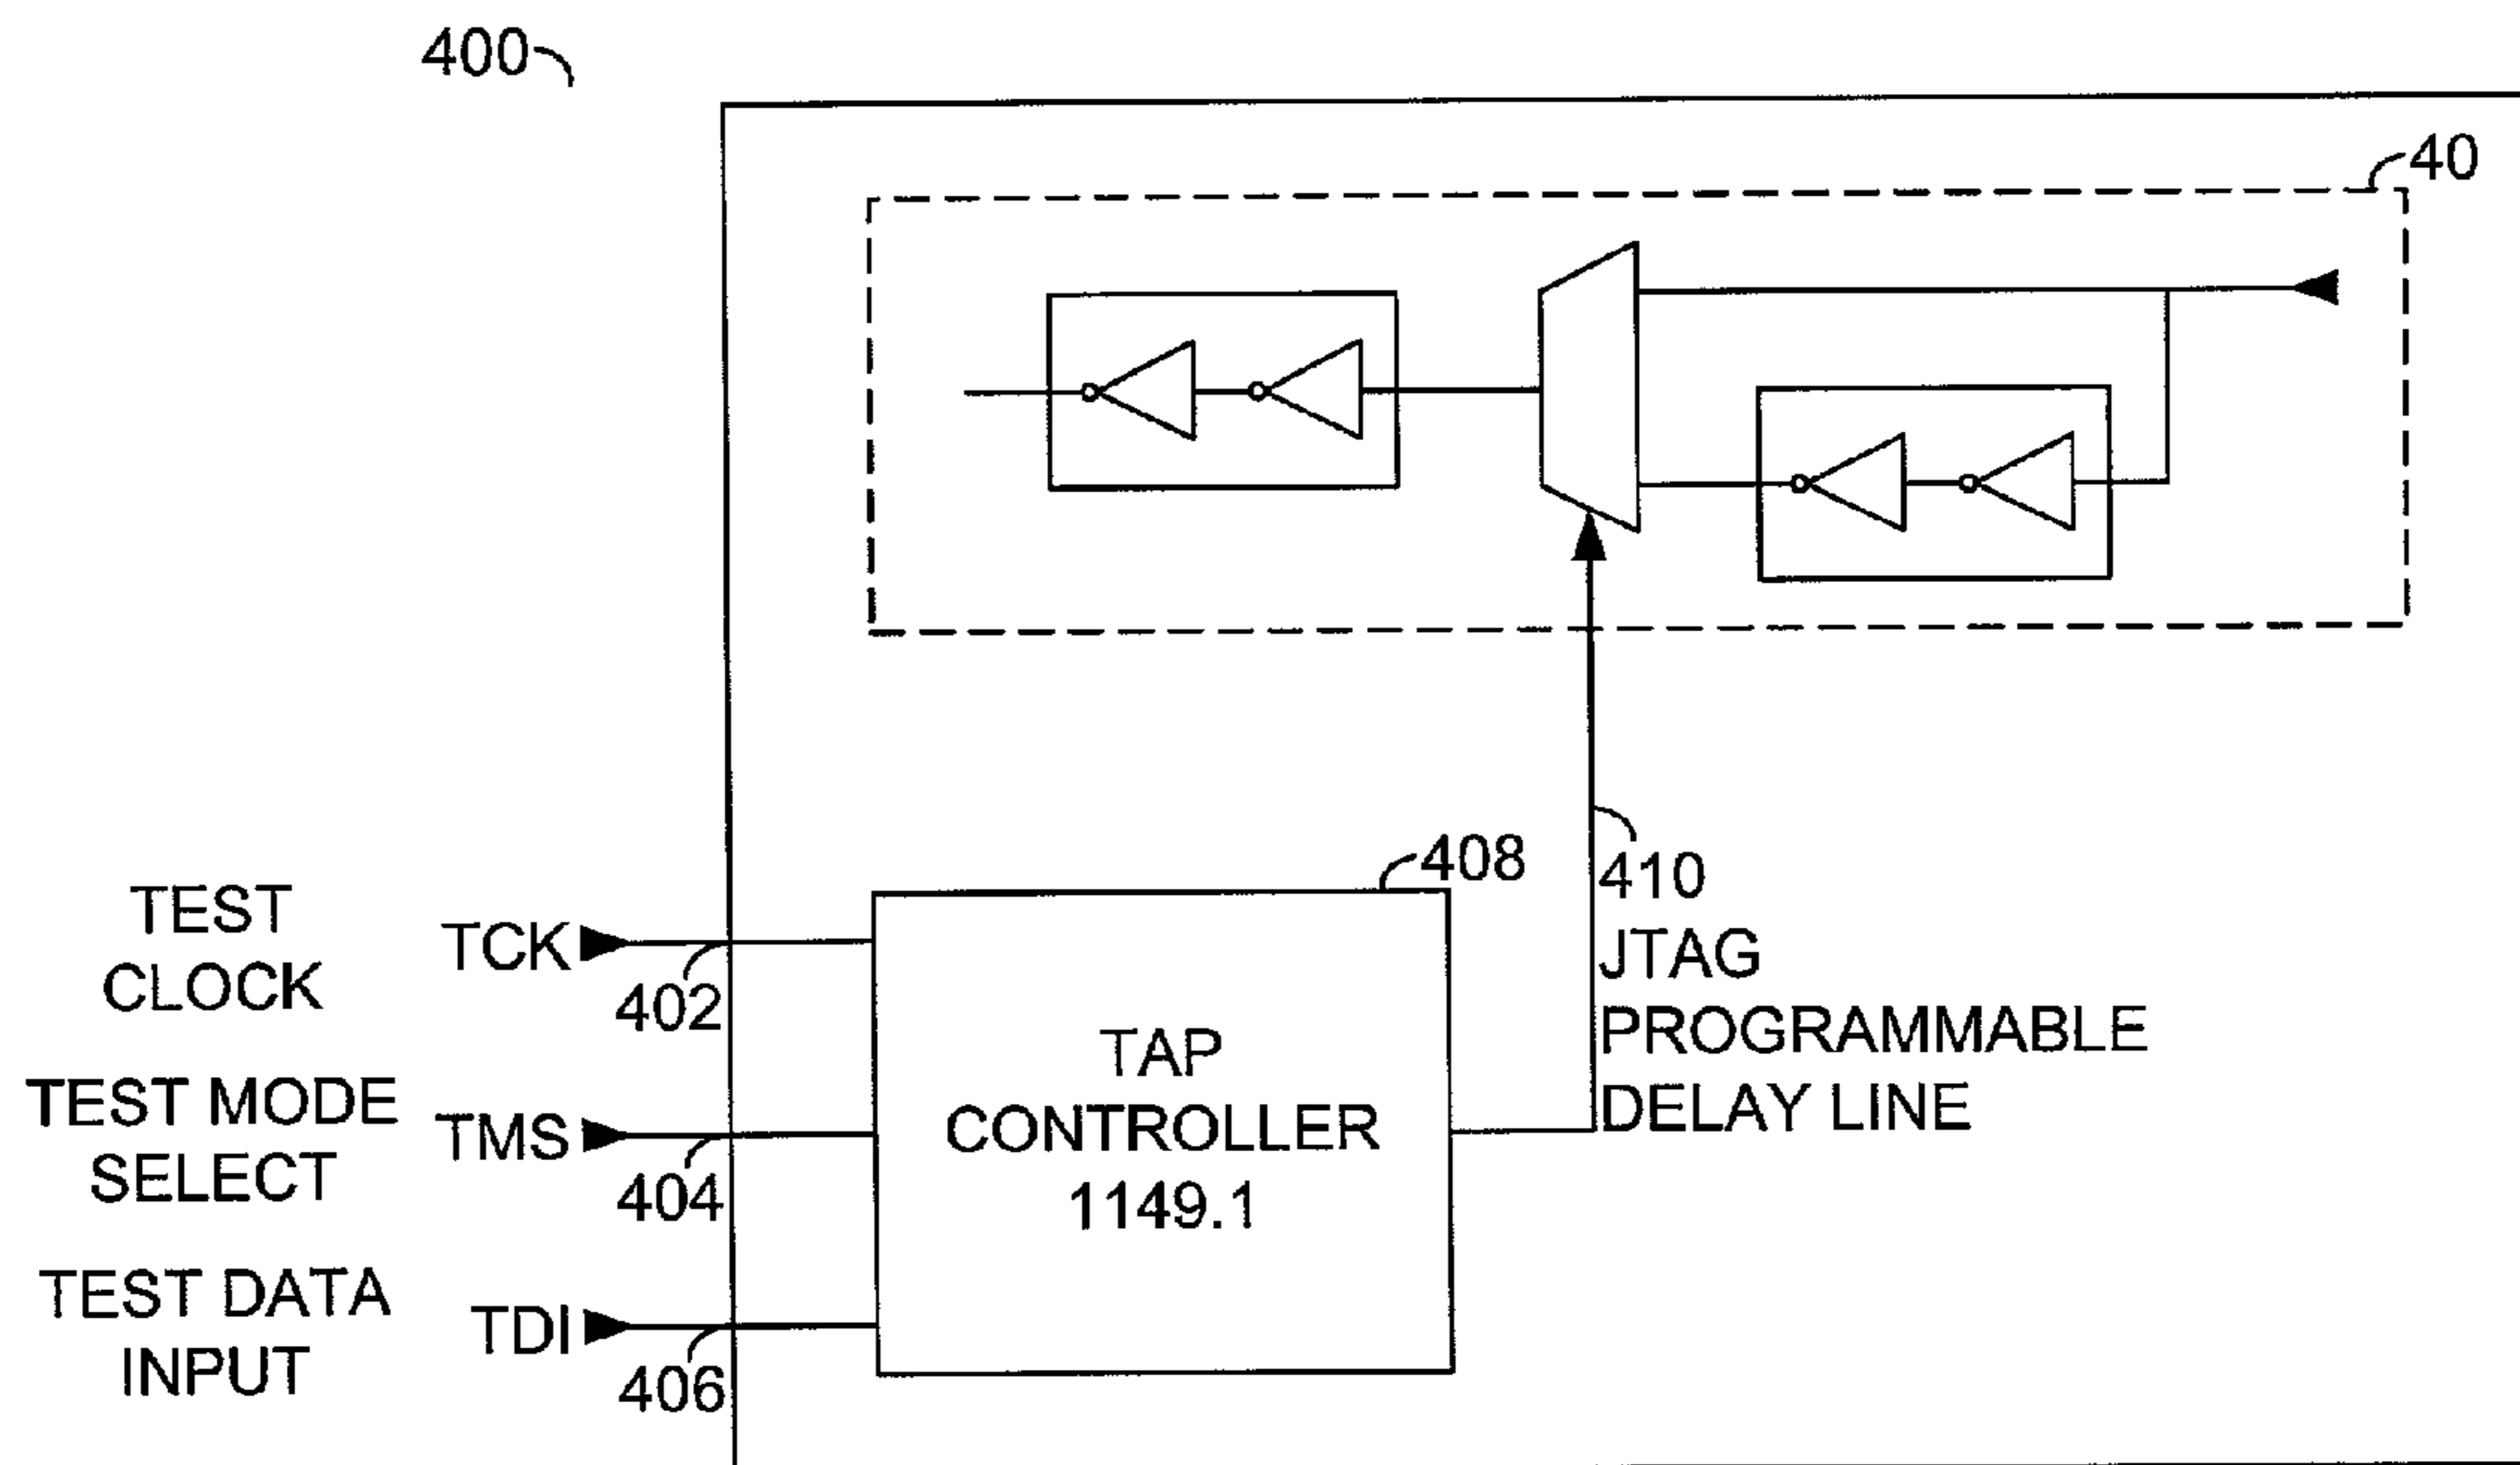 400
40
408
410
JTAG
PROGRAMMABLE
DELAY LINE
TEST
CLOCK
TCK
402
TEST MODE
SELECT
TMS
404
TEST DATA
INPUT
TDI
406
TAP
CONTROLLER
1149.1